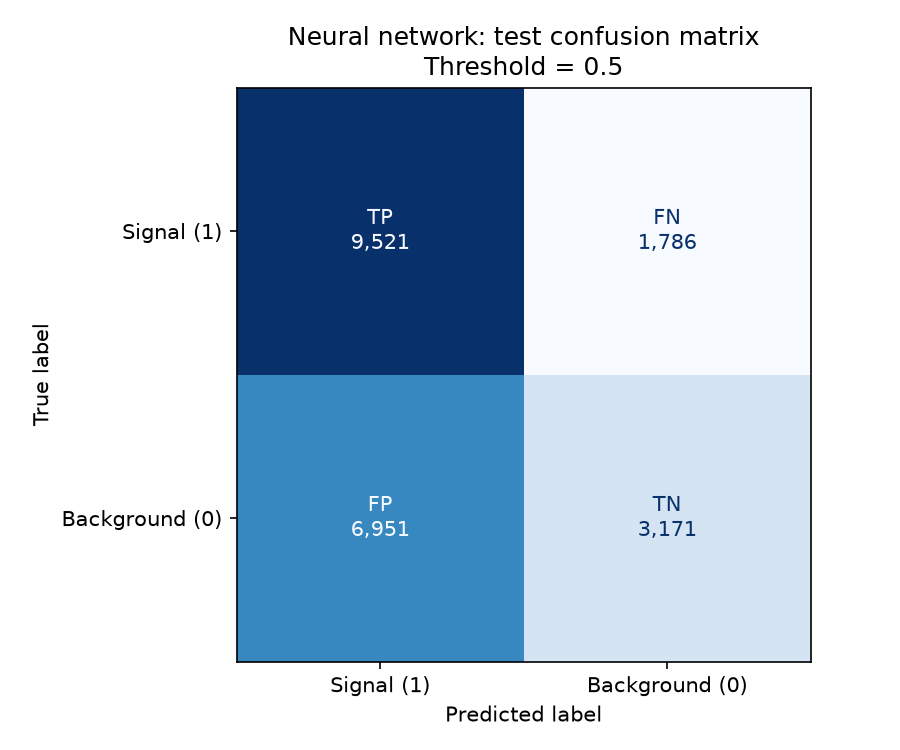 Neural network: test confusion matrix
Threshold = 0.5
True label
Signal (1)
TP
9,521
FN
1,786
Background (0)
FP
6,951
TN
3,171
Signal (1)
Background (0)
Predicted label